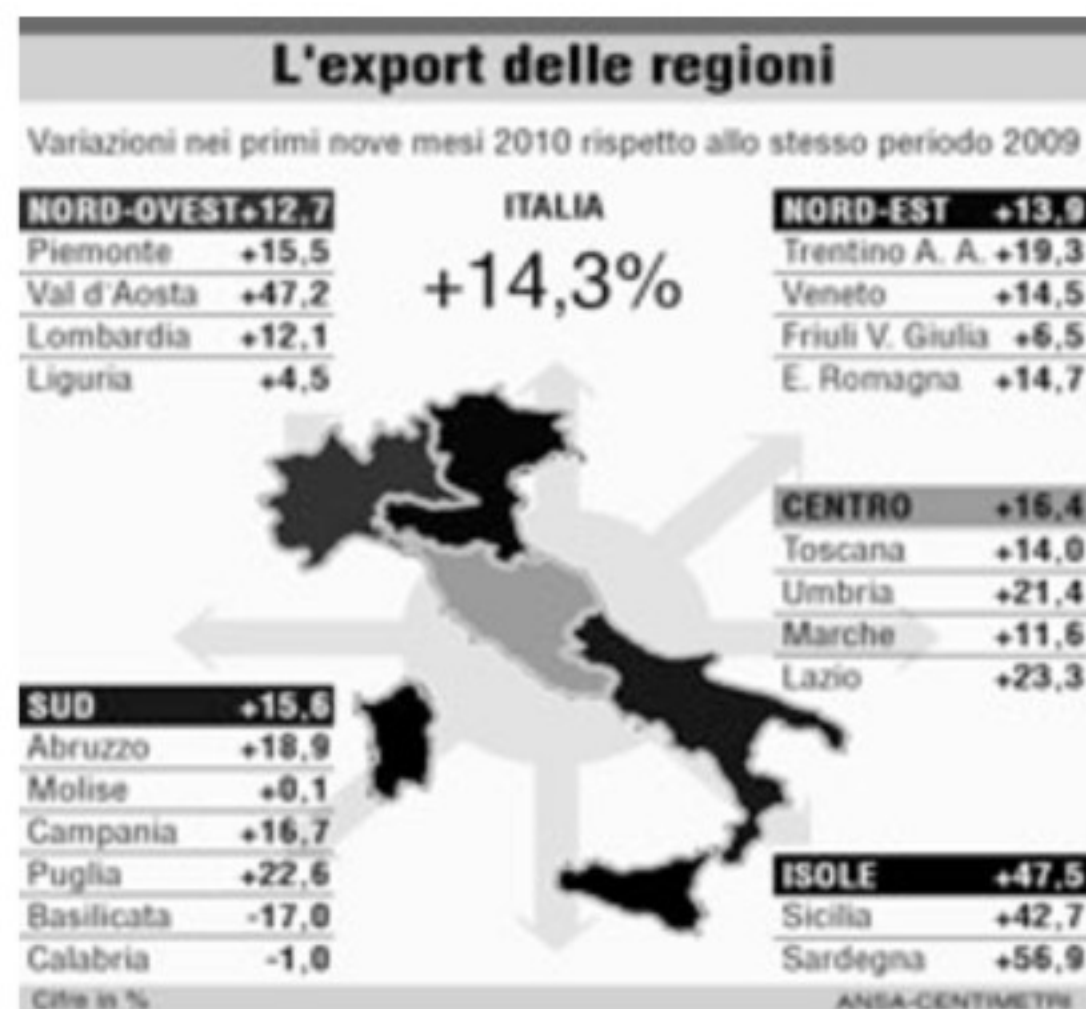 L'export delle regioni
Variazioni nei primi nove mesi 2010 rispetto allo stesso periodo 2009
NORD-OVEST+12,7
Piemonte +15,5
Val d'Aosta +47,2
Lombardia +12,1
Liguria +4,5
ITALIA
+14,3%
NORD-EST +13,9
Trentino A. A. +19,3
Veneto +14,5
Friuli V. Giulia +6,5
E. Romagna +14,7
CENTRO +16,4
Toscana +14,0
Umbria +21,4
Marche +11,6
Lazio +23,3
SUD +15,6
Abruzzo +18,9
Molise +0,1
Campania +16,7
Puglia +22,6
Basilicata -17,0
Calabria -1,0
ISOLE +47,5
Sicilia +42,7
Sardegna +56,9
Cifre in %
ANSA-CENTIMETRI